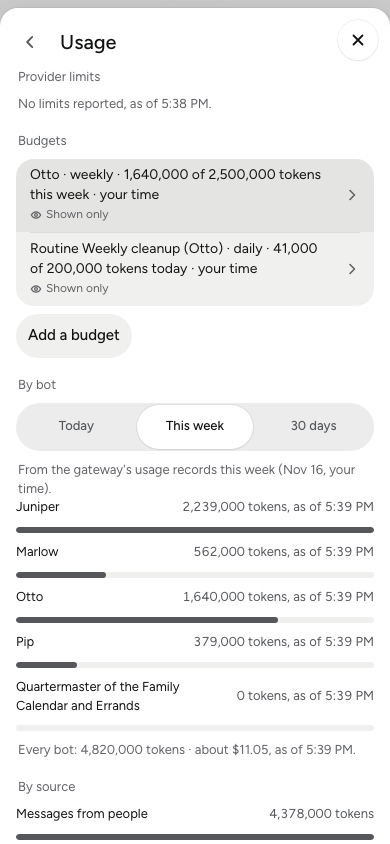 Usage
Provider limits
No limits reported, as of 5:38 PM.
Budgets
Otto · weekly · 1,640,000 of 2,500,000 tokens
this week · your time
Shown only
Routine Weekly cleanup (Otto) · daily · 41,000
of 200,000 tokens today · your time
Shown only
Add a budget
By bot
Today This week 30 days
From the gateway's usage records this week (Nov 16, your
time).
Juniper 2,239,000 tokens, as of 5:39 PM
Marlow 562,000 tokens, as of 5:39 PM
Otto 1,640,000 tokens, as of 5:39 PM
Pip 379,000 tokens, as of 5:39 PM
Quartermaster of the Family
Calendar and Errands 0 tokens, as of 5:39 PM
Every bot: 4,820,000 tokens · about $11.05, as of 5:39 PM.
By source
Messages from people 4,378,000 tokens